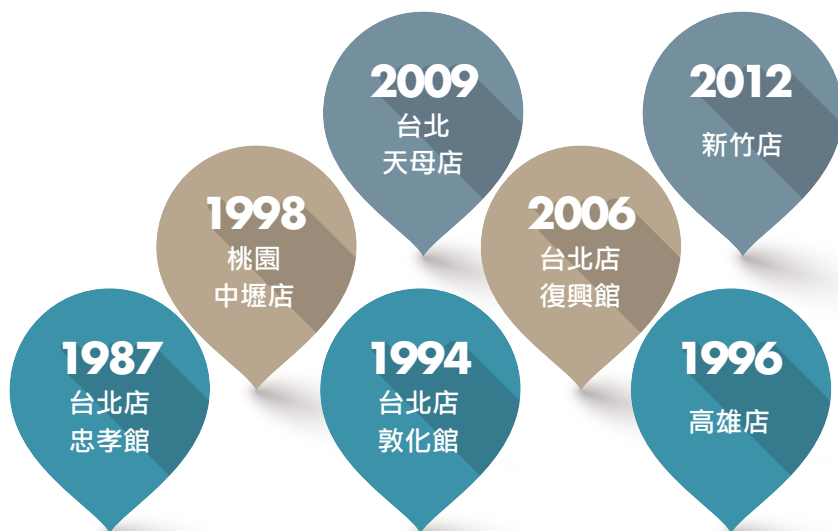 2009
台北
天母店
2012
新竹店
1998
桃園
中壢店
2006
台北店
復興館
1987
台北店
忠孝館
1994
台北店
敦化館
1996
高雄店